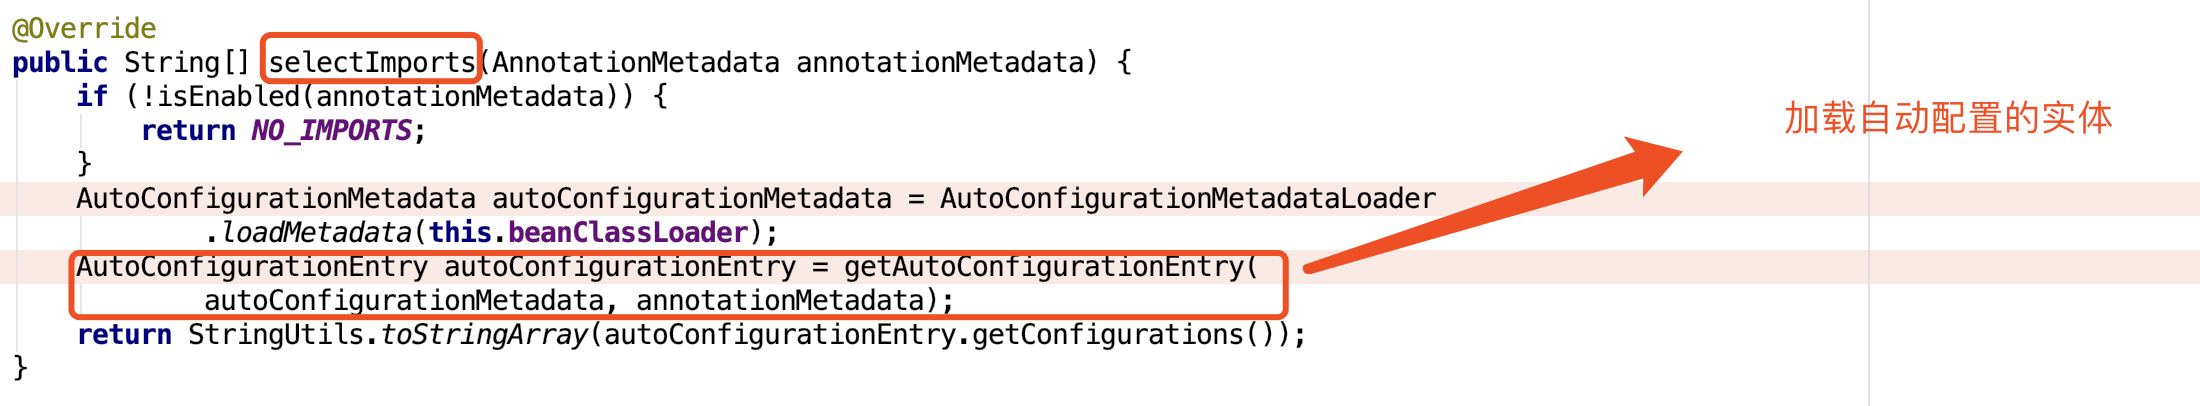 @Override
public String[] selectImports(AnnotationMetadata annotationMetadata) {
if (!isEnabled(annotationMetadata)) {
return NO_IMPORTS;
}
加载自动配置的实体
AutoConfigurationMetadata autoConfigurationMetadata = AutoConfigurationMetadataLoader
.loadMetadata(this.beanClassLoader);
AutoConfigurationEntry autoConfigurationEntry = getAutoConfigurationEntry(
autoConfigurationMetadata, annotationMetadata);
return StringUtils.toStringArray(autoConfigurationEntry.getConfigurations());
}